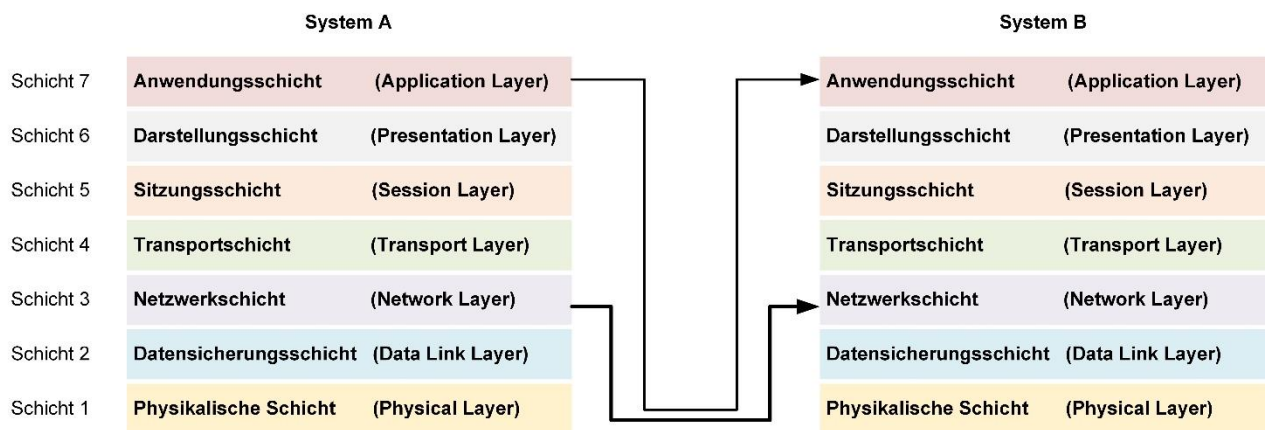 System A System B
Schicht 7 Anwendungsschicht (Application Layer) Anwendungsschicht (Application Layer)
Schicht 6 Darstellungsschicht (Presentation Layer) Darstellungsschicht (Presentation Layer)
Schicht 5 Sitzungsschicht (Session Layer) Sitzungsschicht (Session Layer)
Schicht 4 Transportschicht (Transport Layer) Transportschicht (Transport Layer)
Schicht 3 Netzwerkschicht (Network Layer) Netzwerkschicht (Network Layer)
Schicht 2 Datensicherungsschicht (Data Link Layer) Datensicherungsschicht (Data Link Layer)
Schicht 1 Physikalische Schicht (Physical Layer) Physikalische Schicht (Physical Layer)